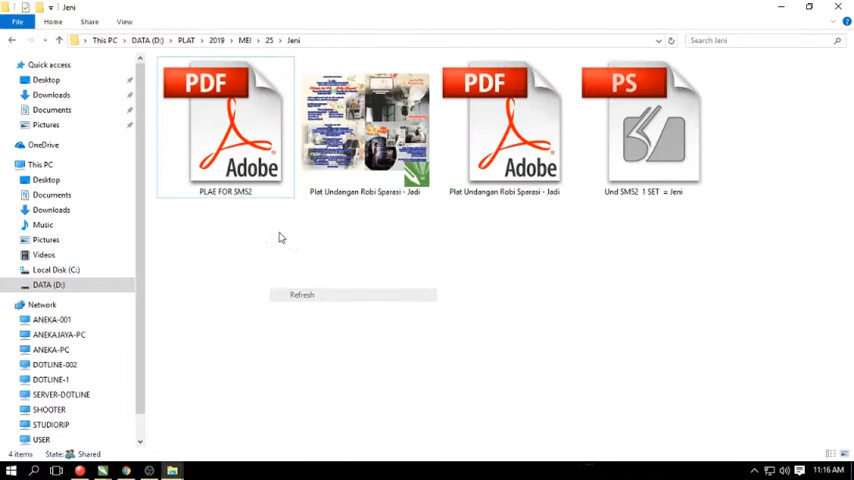 Jeni
File Home Share View
This PC DATA (D:) PLAT 2019 MEI 25 Jeni Search Jeni
Quick access
Desktop
Downloads
Documents
Pictures
OneDrive
This PC
Desktop
Documents
Downloads
Music
Pictures
Videos
Local Disk (C:)
DATA (D:)
Network
ANEKA-001
ANEKAJAYA-PC
ANEKA-PC
DOTLINE-002
DOTLINE-1
SERVER-DOTLINE
SHOOTER
STUDIORIP
USER
PDF
Adobe
PLAE FOR SM52
Plat Undangan Robi Sparasi - Jadi
PDF
Adobe
Plat Undangan Robi Sparasi - Jadi
PS
Und SM52 1 SET = Jeni
Refresh
4 items State: Shared
11:16 AM